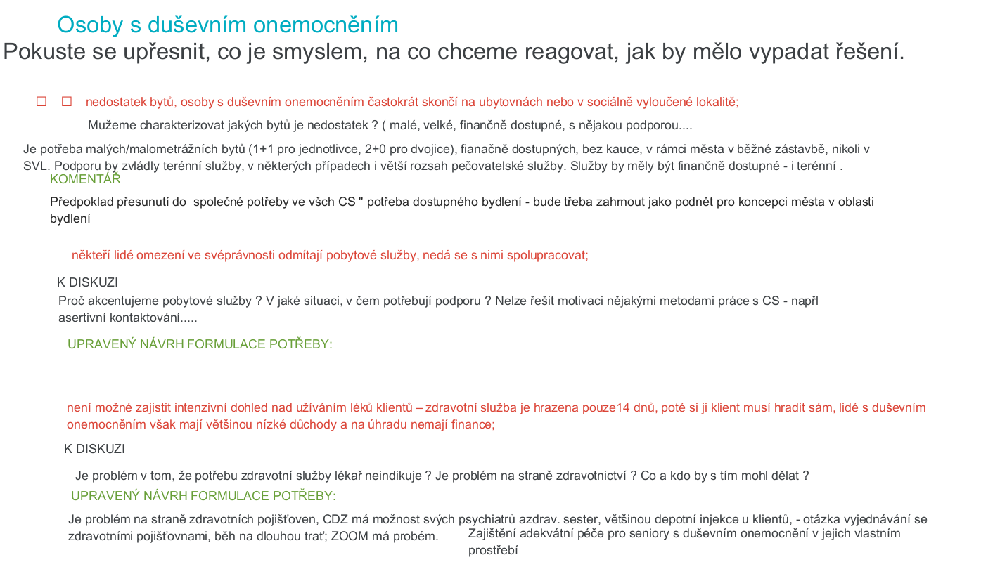 Osoby s duševním onemocněním
Pokuste se upřesnit, co je smyslem, na co chceme reagovat, jak by mělo vypadat řešení.
☐ ☐ nedostatek bytů, osoby s duševním onemocněním častokrát skončí na ubytovnách nebo v sociálně vyloučené lokalitě;
Mužeme charakterizovat jakých bytů je nedostatek ? ( malé, velké, finančně dostupné, s nějakou podporou....
Je potřeba malých/malometrážních bytů (1+1 pro jednotlivce, 2+0 pro dvojice), fianačně dostupných, bez kauce, v rámci města v běžné zástavbě, nikoli v
SVL. Podporu by zvládly terénní služby, v některých případech i větší rozsah pečovatelské služby. Služby by měly být finančně dostupné - i terénní .
KOMENTÁŘ
Předpoklad přesunutí do  společné potřeby ve všch CS " potřeba dostupného bydlení - bude třeba zahrnout jako podnět pro koncepci města v oblasti
bydlení
někteří lidé omezení ve svéprávnosti odmítají pobytové služby, nedá se s nimi spolupracovat;
K DISKUZI
Proč akcentujeme pobytové služby ? V jaké situaci, v čem potřebují podporu ? Nelze řešit motivaci nějakými metodami práce s CS - napřl
asertivní kontaktování.....
UPRAVENÝ NÁVRH FORMULACE POTŘEBY:
není možné zajistit intenzivní dohled nad užíváním léků klientů – zdravotní služba je hrazena pouze14 dnů, poté si ji klient musí hradit sám, lidé s duševním
onemocněním však mají většinou nízké důchody a na úhradu nemají finance;
K DISKUZI
Je problém v tom, že potřebu zdravotní služby lékař neindikuje ? Je problém na straně zdravotnictví ? Co a kdo by s tím mohl dělat ?
UPRAVENÝ NÁVRH FORMULACE POTŘEBY:
Je problém na straně zdravotních pojišťoven, CDZ má možnost svých psychiatrů azdrav. sester, většinou depotní injekce u klientů, - otázka vyjednávání se
zdravotními pojišťovnami, běh na dlouhou trať; ZOOM má probém.
Zajištění adekvátní péče pro seniory s duševním onemocnění v jejich vlastním
prostřebí